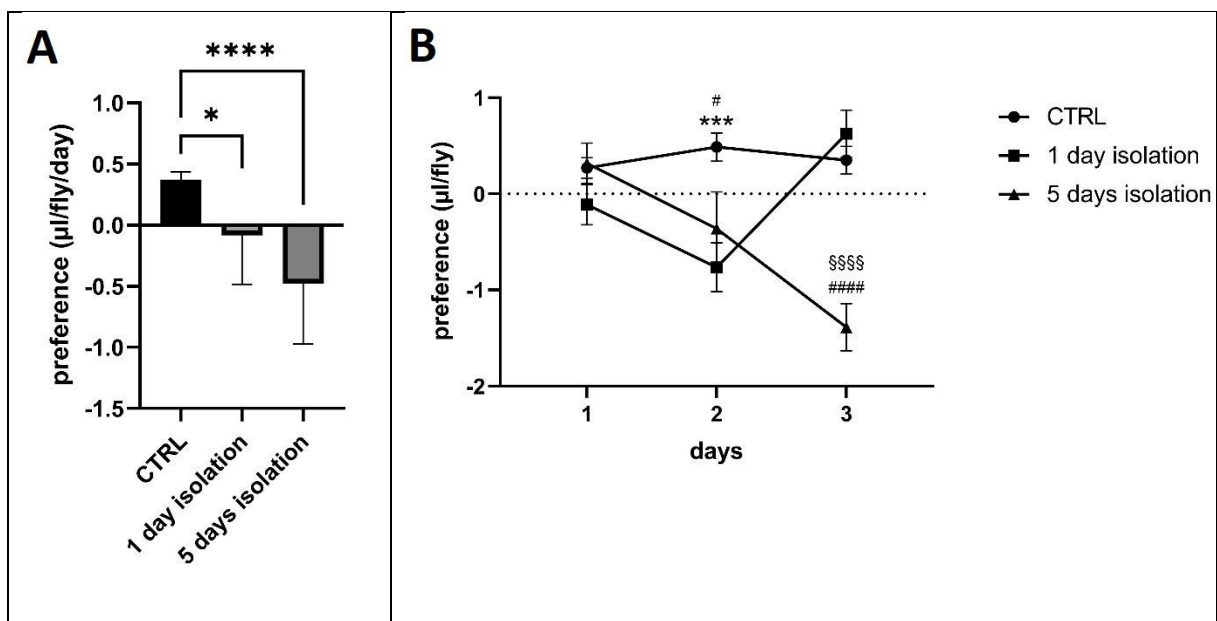 A
****
*
preference (µl/fly/day)
1.0
0.5
0.0
-0.5
-1.0
-1.5
CTRL
1 day isolation
5 days isolation
B
preference (µl/fly)
1
0
-1
-2
#
***
§§§§
####
1
2
3
days
CTRL
1 day isolation
5 days isolation